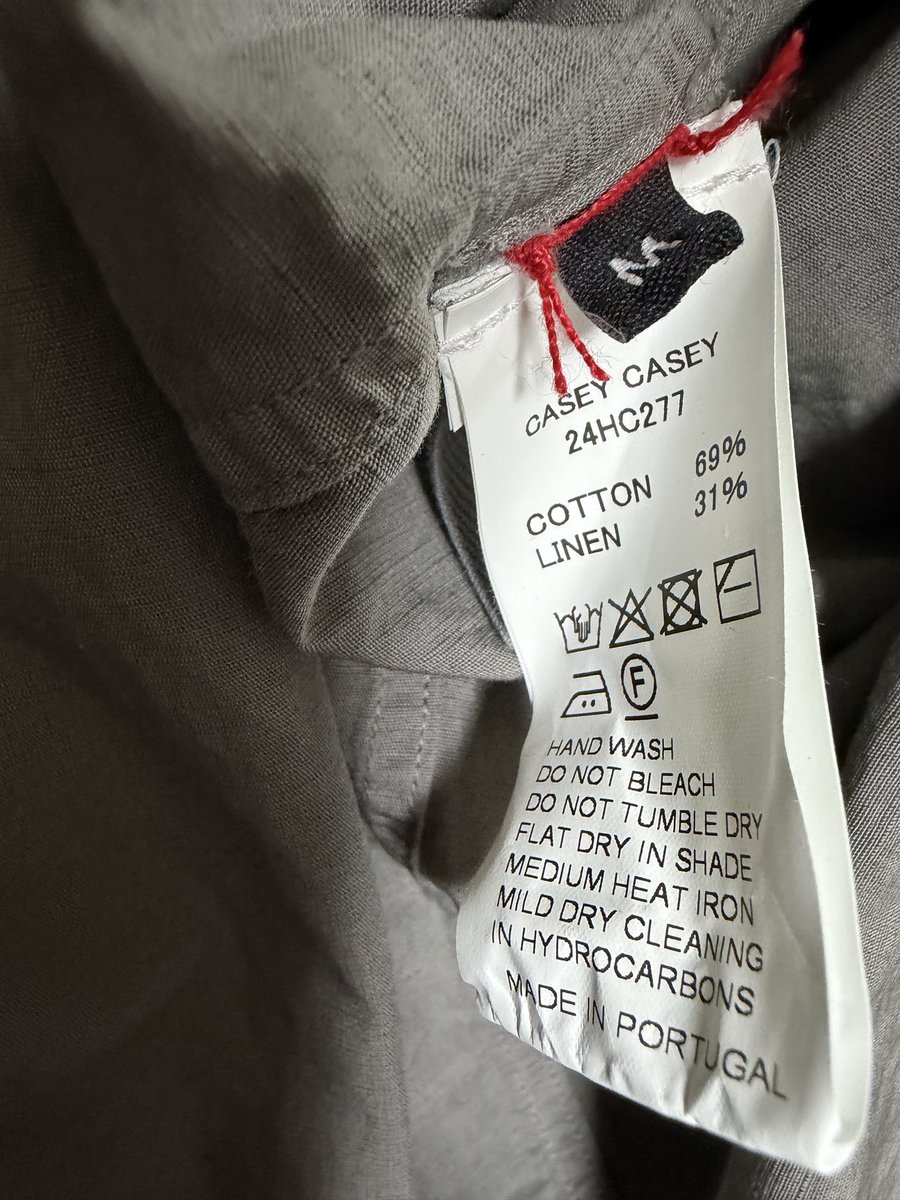 M
CASEY CASEY
24HC277
COTTON 69%
LINEN 31%
F
HAND WASH
DO NOT BLEACH
DO NOT TUMBLE DRY
FLAT DRY IN SHADE
MEDIUM HEAT IRON
MILD DRY CLEANING
IN HYDROCARBONS
MADE IN PORTUGAL